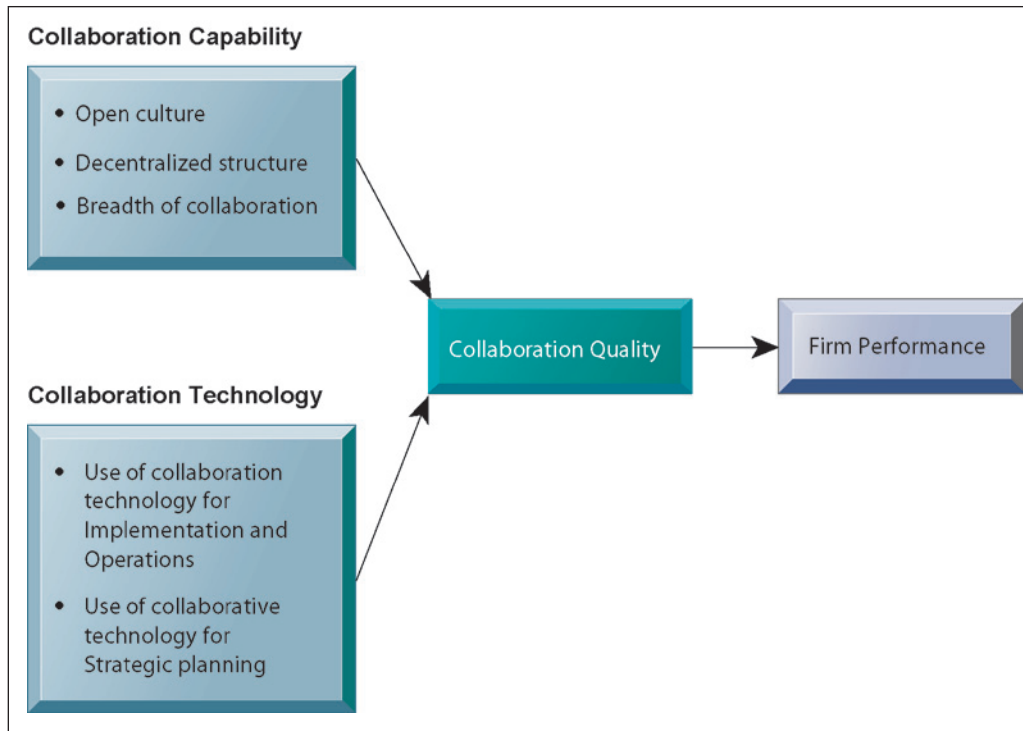 Collaboration Capability
• Open culture
• Decentralized structure
• Breadth of collaboration
Collaboration Quality
Firm Performance
Collaboration Technology
• Use of collaboration
technology for
Implementation and
Operations
• Use of collaborative
technology for
Strategic planning